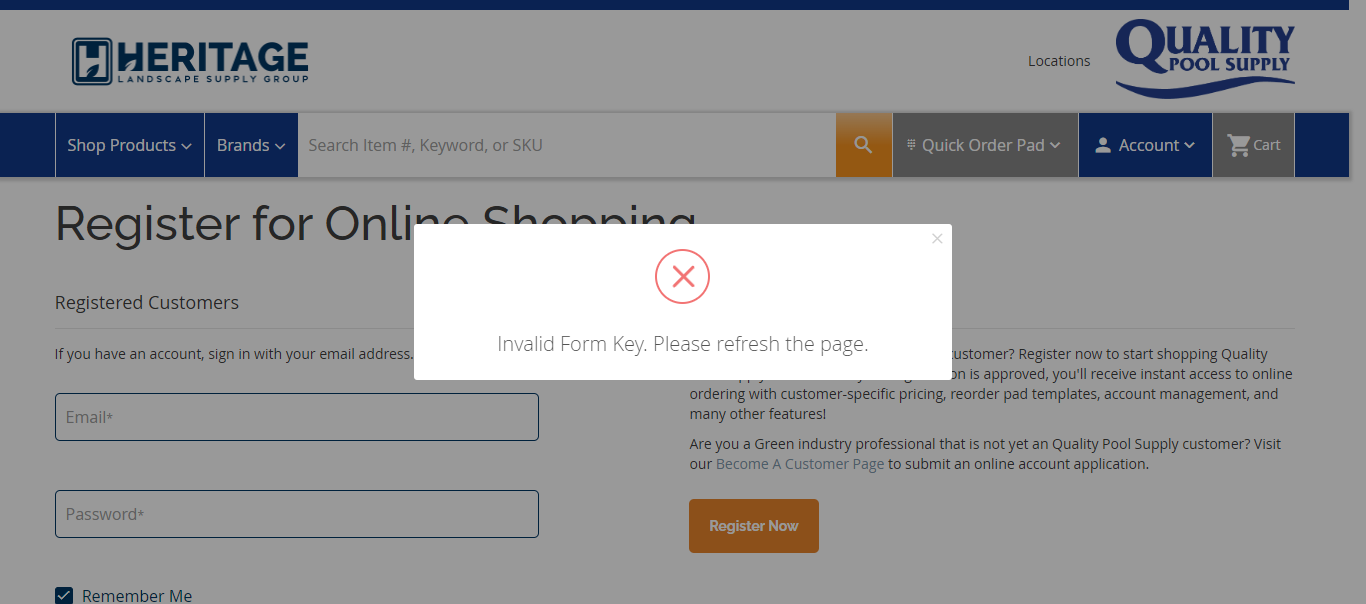 HERITAGE
LANDSCAPE SUPPLY GROUP
Locations
QUALITY
POOL SUPPLY
Shop Products
Brands
Search Item #, Keyword, or SKU
Quick Order Pad
Account
Cart
Register for Online Shopping
Registered Customers
If you have an account, sign in with your email address.
Email*
Password*
Remember Me
Invalid Form Key. Please refresh the page.
customer? Register now to start shopping Quality
on is approved, you'll receive instant access to online
ordering with customer-specific pricing, reorder pad templates, account management, and
many other features!
Are you a Green industry professional that is not yet an Quality Pool Supply customer? Visit
our Become A Customer Page to submit an online account application.
Register Now